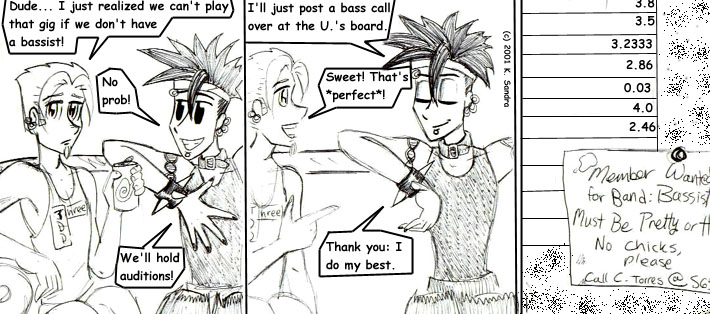 Dude... I just realized we can't play
that gig if we don't have
a bassist!
No
prob!
We'll hold
auditions!
Three
I'll just post a bass call
over at the U.'s board.
Sweet! That's
*perfect*!
hree
Thank you: I
do my best.
(c) 2001 K. Sandra
3.8
3.5
3.2333
2.86
0.03
4.0
2.46
Member Wanted
for Band: Bassist
Must Be Pretty or H
No Chicks,
please
Call C. Torres @ 565